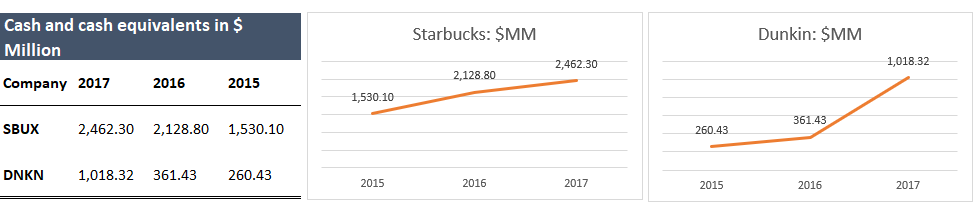 Cash and cash equivalents in $
Million
Company 2017 2016 2015
SBUX 2,462.30 2,128.80 1,530.10
DNKN 1,018.32 361.43 260.43
Starbucks: $MM
2,462.30
2,128.80
1,530.10
2015 2016 2017
Dunkin: $MM
1,018.32
361.43
260.43
2015 2016 2017